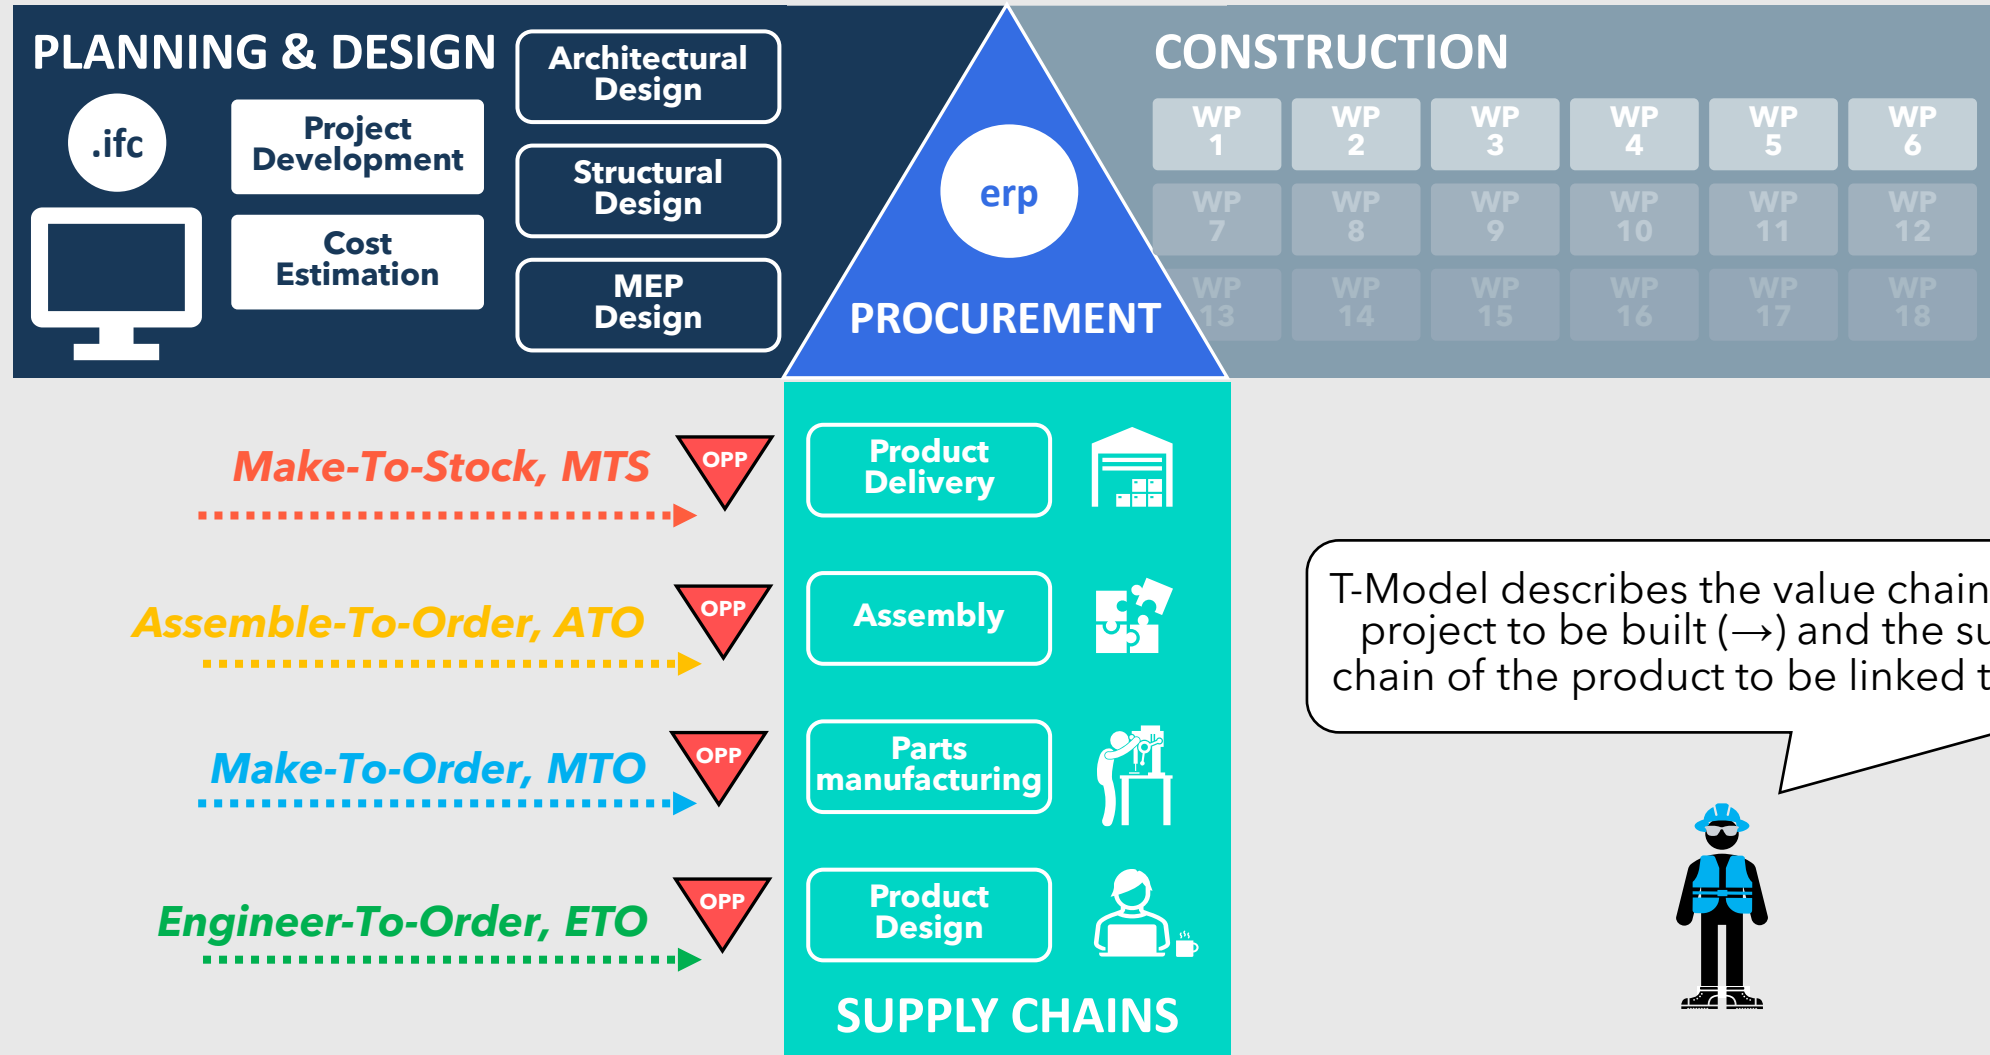 PLANNING & DESIGN
.ifc
Project
Development
Cost
Estimation
Architectural
Design
Structural
Design
MEP
Design
erp
PROCUREMENT
CONSTRUCTION
WP
1
WP
2
WP
3
WP
4
WP
5
WP
6
WP
7
WP
8
WP
9
WP
10
WP
11
WP
12
WP
13
WP
14
WP
15
WP
16
WP
17
WP
18
Make-To-Stock, MTS
OPP
Product
Delivery
Assemble-To-Order, ATO
OPP
Assembly
Make-To-Order, MTO
OPP
Parts
manufacturing
Engineer-To-Order, ETO
OPP
Product
Design
SUPPLY CHAINS
T-Model describes the value chain
project to be built (→) and the
chain of the product to be linked